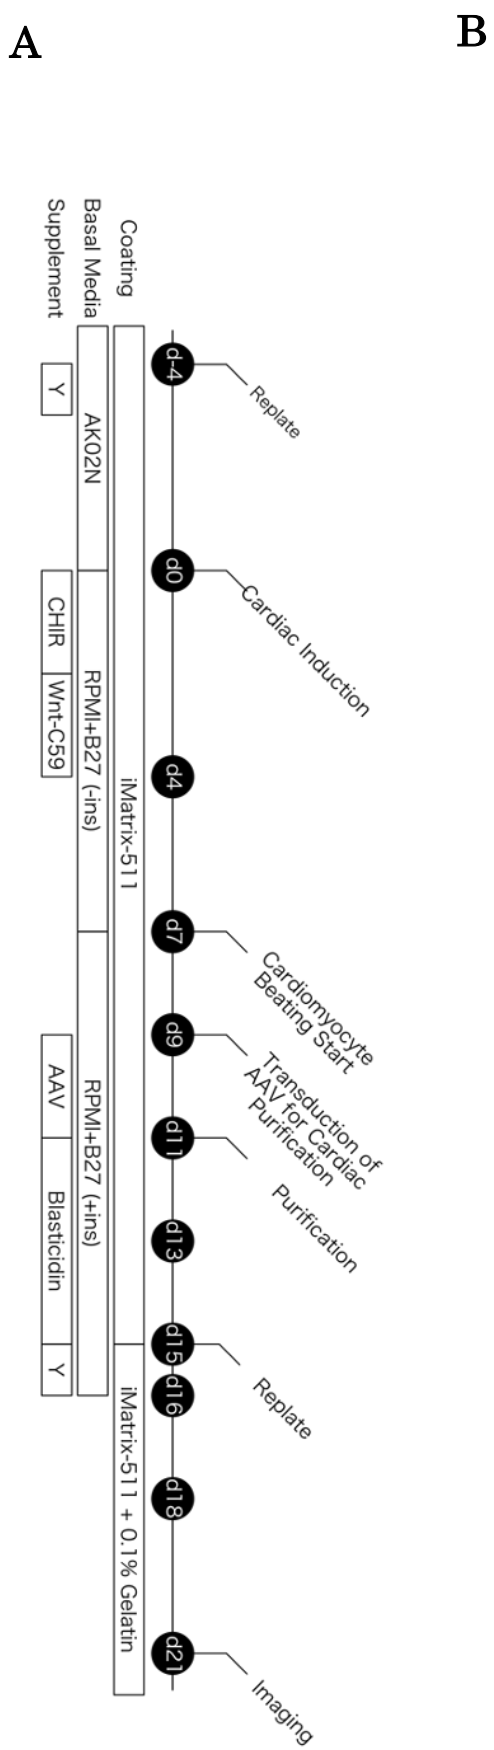 A
B
Replate
Cardiac Induction
Cardiomyocyte
Beating Start
Transduction of
AAV for Cardiac
Purification
Purification
Replate
Imaging
d-4
d0
d4
d7
d9
d11
d13
d15
d16
d18
d21
Coating
iMatrix-511
iMatrix-511 + 0.1% Gelatin
Basal Media
AK02N
RPMI+B27 (-ins)
RPMI+B27 (+ins)
Supplement
Y
CHIR
Wnt-C59
AAV
Blasticidin
Y